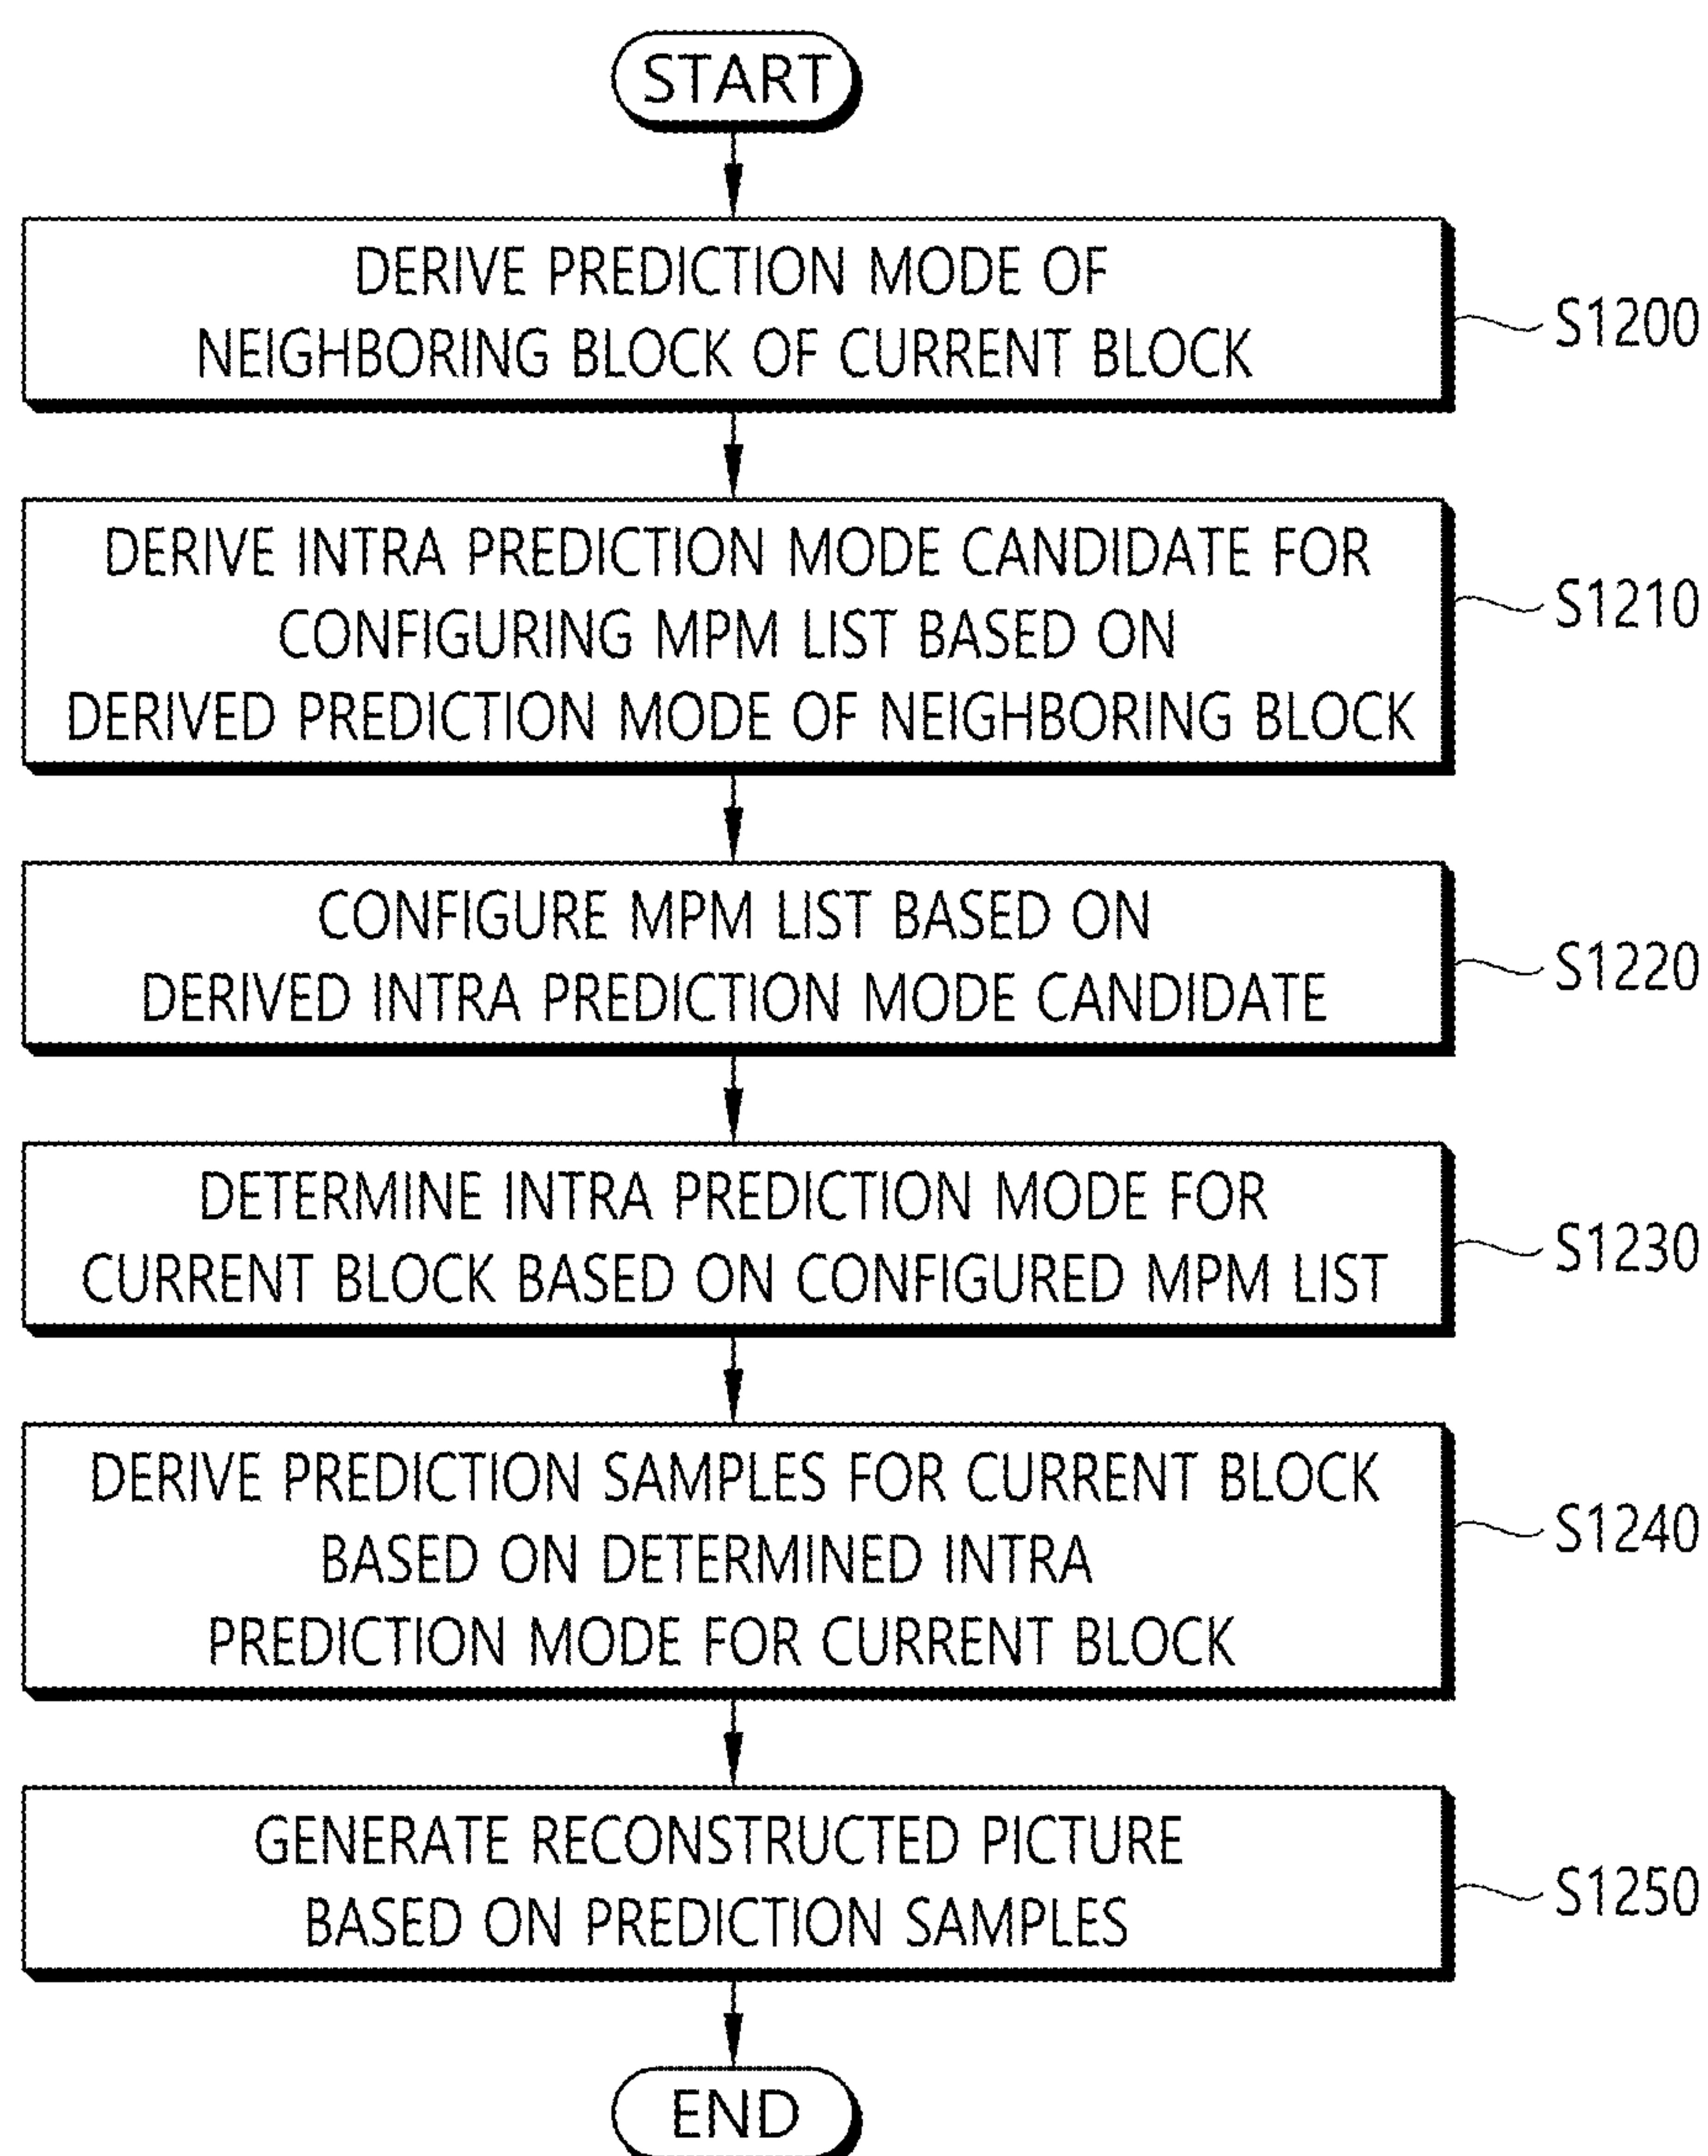 START
DERIVE PREDICTION MODE OF
NEIGHBORING BLOCK OF CURRENT BLOCK
S1200
DERIVE INTRA PREDICTION MODE CANDIDATE FOR
CONFIGURING MPM LIST BASED ON
DERIVED PREDICTION MODE OF NEIGHBORING BLOCK
S1210
CONFIGURE MPM LIST BASED ON
DERIVED INTRA PREDICTION MODE CANDIDATE
S1220
DETERMINE INTRA PREDICTION MODE FOR
CURRENT BLOCK BASED ON CONFIGURED MPM LIST
S1230
DERIVE PREDICTION SAMPLES FOR CURRENT BLOCK
BASED ON DETERMINED INTRA
PREDICTION MODE FOR CURRENT BLOCK
S1240
GENERATE RECONSTRUCTED PICTURE
BASED ON PREDICTION SAMPLES
S1250
END